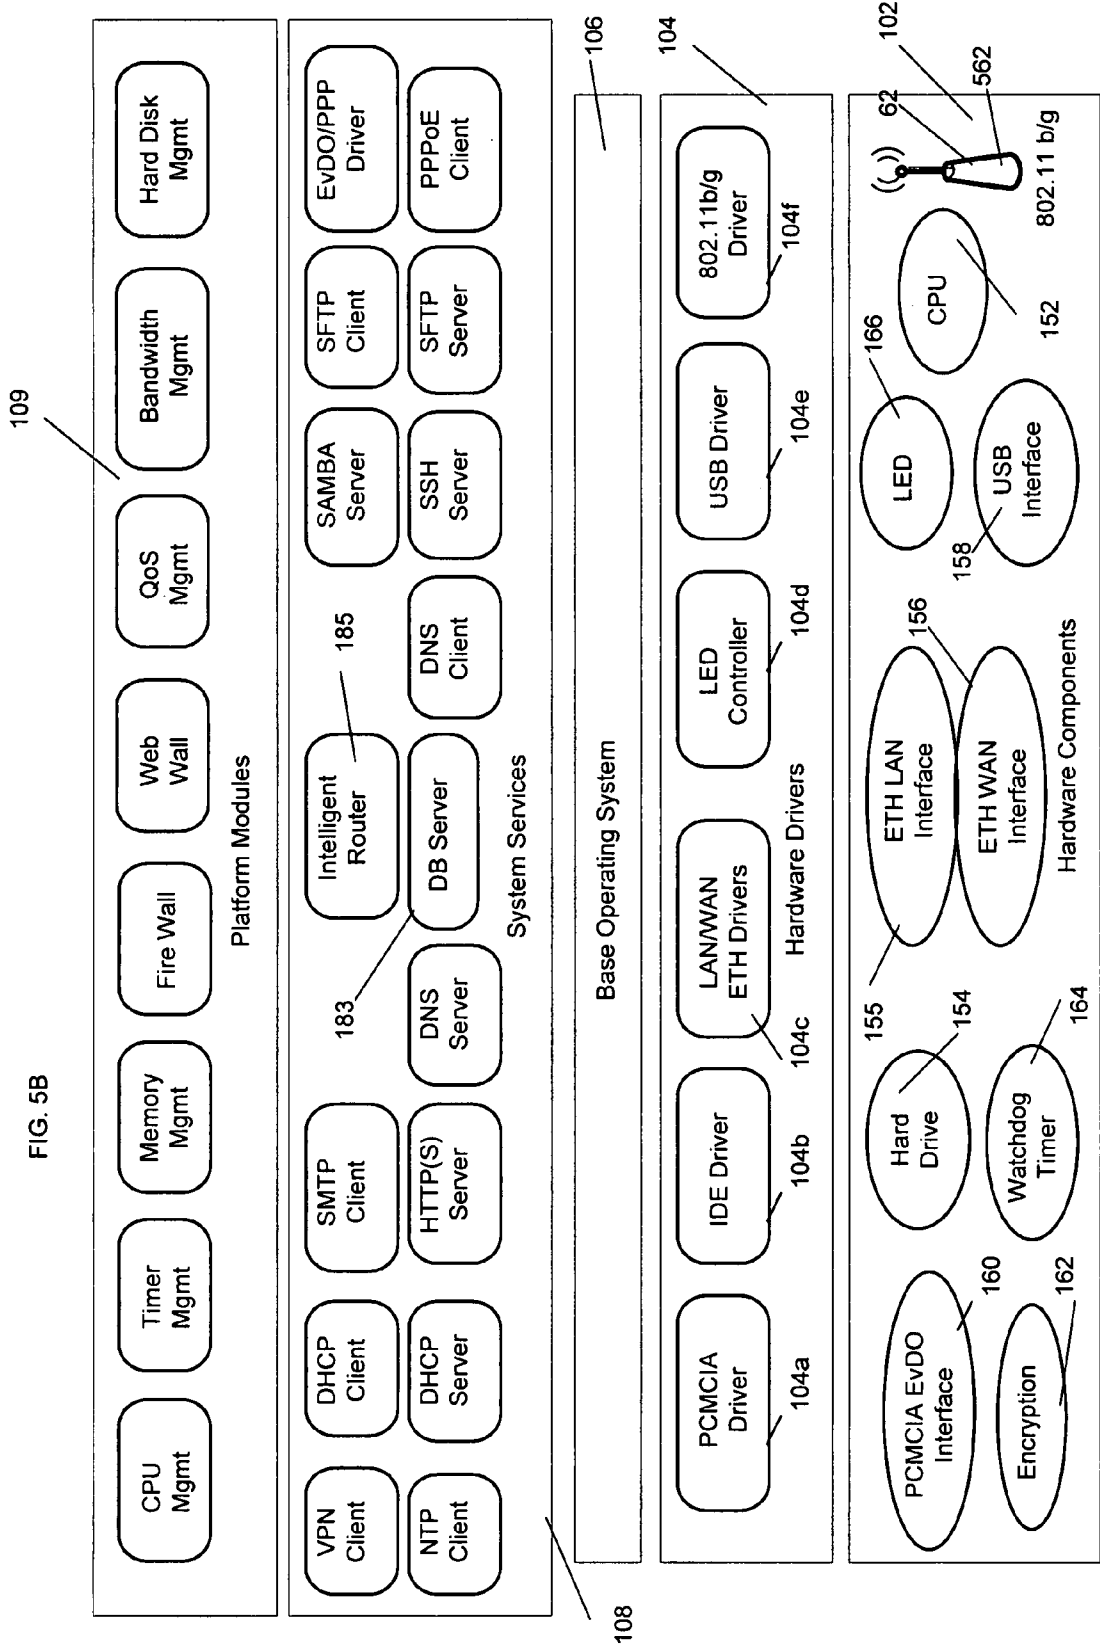 FIG. 5B
109
CPU
Mgmt
Timer
Mgmt
Memory
Mgmt
Fire Wall
Web
Wall
QoS
Mgmt
Bandwidth
Mgmt
Hard Disk
Mgmt
Platform Modules
VPN
Client
DHCP
Client
SMTP
Client
Intelligent
Router
185
SAMBA
Server
SFTP
Client
EvDO/PPP
Driver
NTP
Client
DHCP
Server
HTTP(S)
Server
183
DNS
Server
DB Server
DNS
Client
SSH
Server
SFTP
Server
PPPoE
Client
System Services
108
106
Base Operating System
104
PCMCIA
Driver
104a
IDE Driver
104b
LAN/WAN
ETH Drivers
104c
LED
Controller
104d
USB Driver
104e
802.11b/g
Driver
104f
Hardware Drivers
102
PCMCIA EvDO
Interface
160
Encryption
162
155
Hard
Drive
154
Watchdog
Timer
164
ETH LAN
Interface
156
ETH WAN
Interface
LED
166
158
USB
Interface
CPU
152
62
562
802.11 b/g
Hardware Components